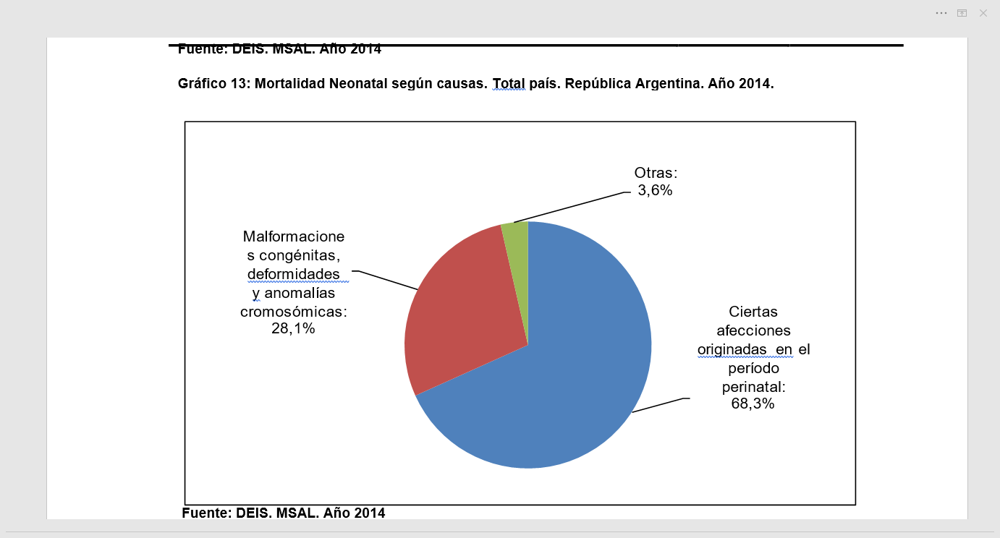 Fuente: DEIS. MSAL. Año 2014
Gráfico 13: Mortalidad Neonatal según causas. Total país. República Argentina. Año 2014.
Otras:
3,6%
Malformacione
s congénitas,
deformidades
y anomalías
cromosómicas:
28,1%
Ciertas
afecciones
originadas en el
período
perinatal:
68,3%
Fuente: DEIS. MSAL. Año 2014